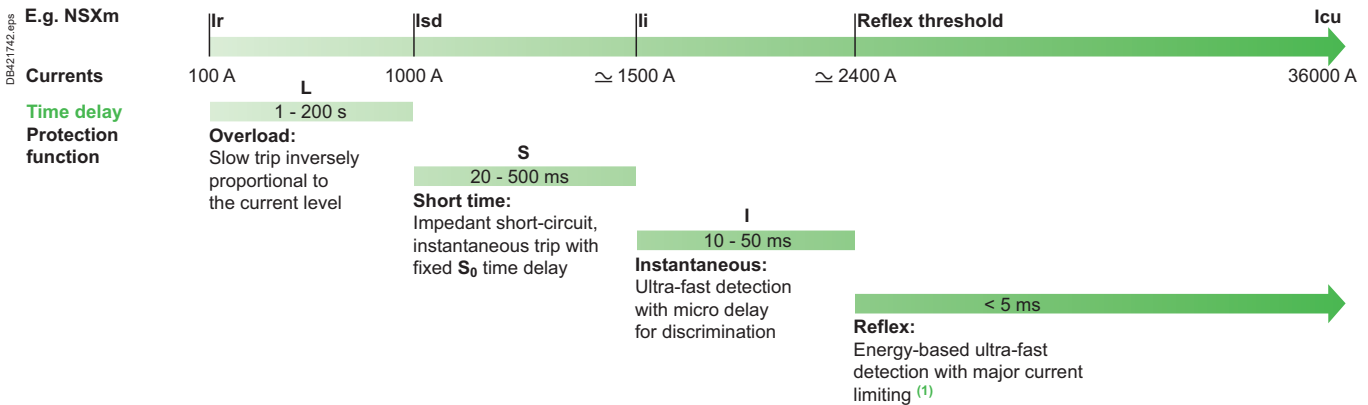 DB421742.eps
E.g. NSXm
Ir
Isd
Ii
Reflex threshold
Icu
Currents
100 A
1000 A
≃ 1500 A
≃ 2400 A
36000 A
Time delay
L
1 - 200 s
Protection
function
Overload:
Slow trip inversely
proportional to
the current level
S
20 - 500 ms
Short time:
Impedant short-circuit,
instantaneous trip with
fixed S₀ time delay
I
10 - 50 ms
Instantaneous:
Ultra-fast detection
with micro delay
for discrimination
< 5 ms
Reflex:
Energy-based ultra-fast
detection with major current
limiting (1)